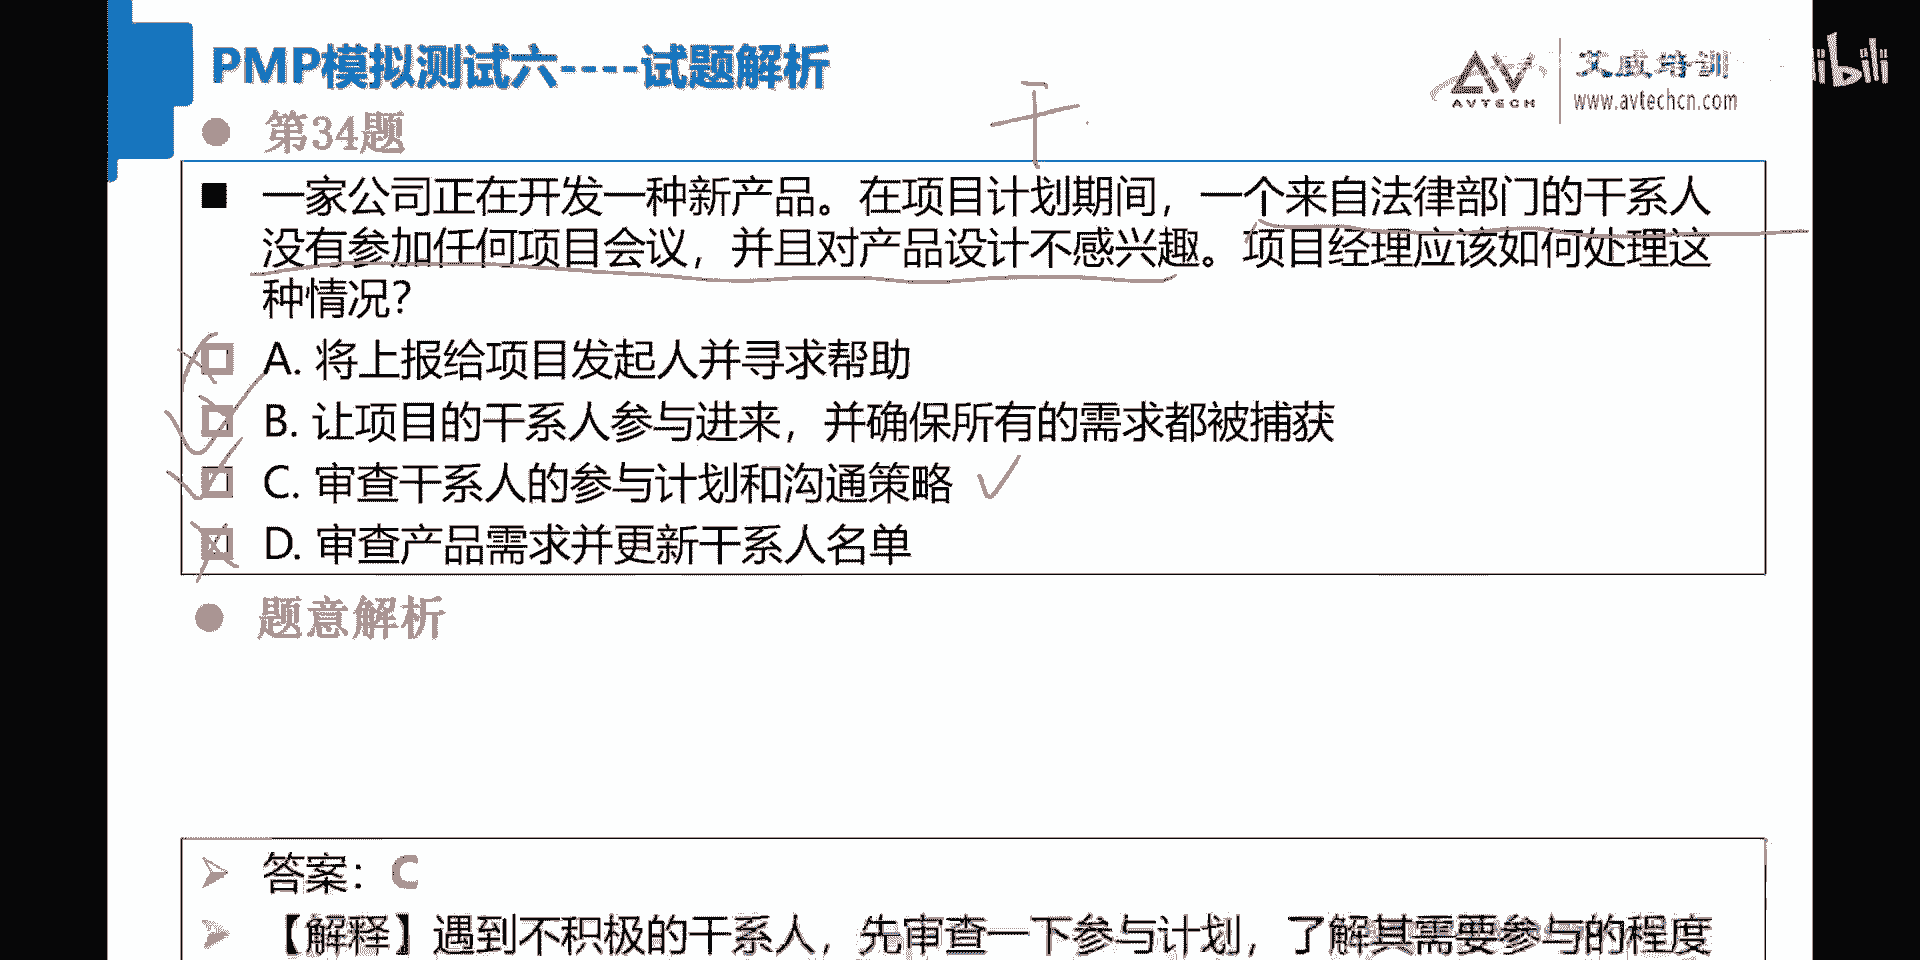 PMP模拟测试六----试题解析
AVTECH
艾威培训
www.avtechcn.com
第34题
干
一家公司正在开发一种新产品。在项目计划期间，一个来自法律部门的干系人
没有参加任何项目会议，并且对产品设计不感兴趣。项目经理应该如何处理这
种情况？
A. 将上报给项目发起人并寻求帮助
B. 让项目的干系人参与进来，并确保所有的需求都被捕获
C. 审查干系人的参与计划和沟通策略
D. 审查产品需求并更新干系人名单
题意解析
答案：C
【解释】遇到不积极的干系人，先审查一下参与计划，了解其需要参与的程度